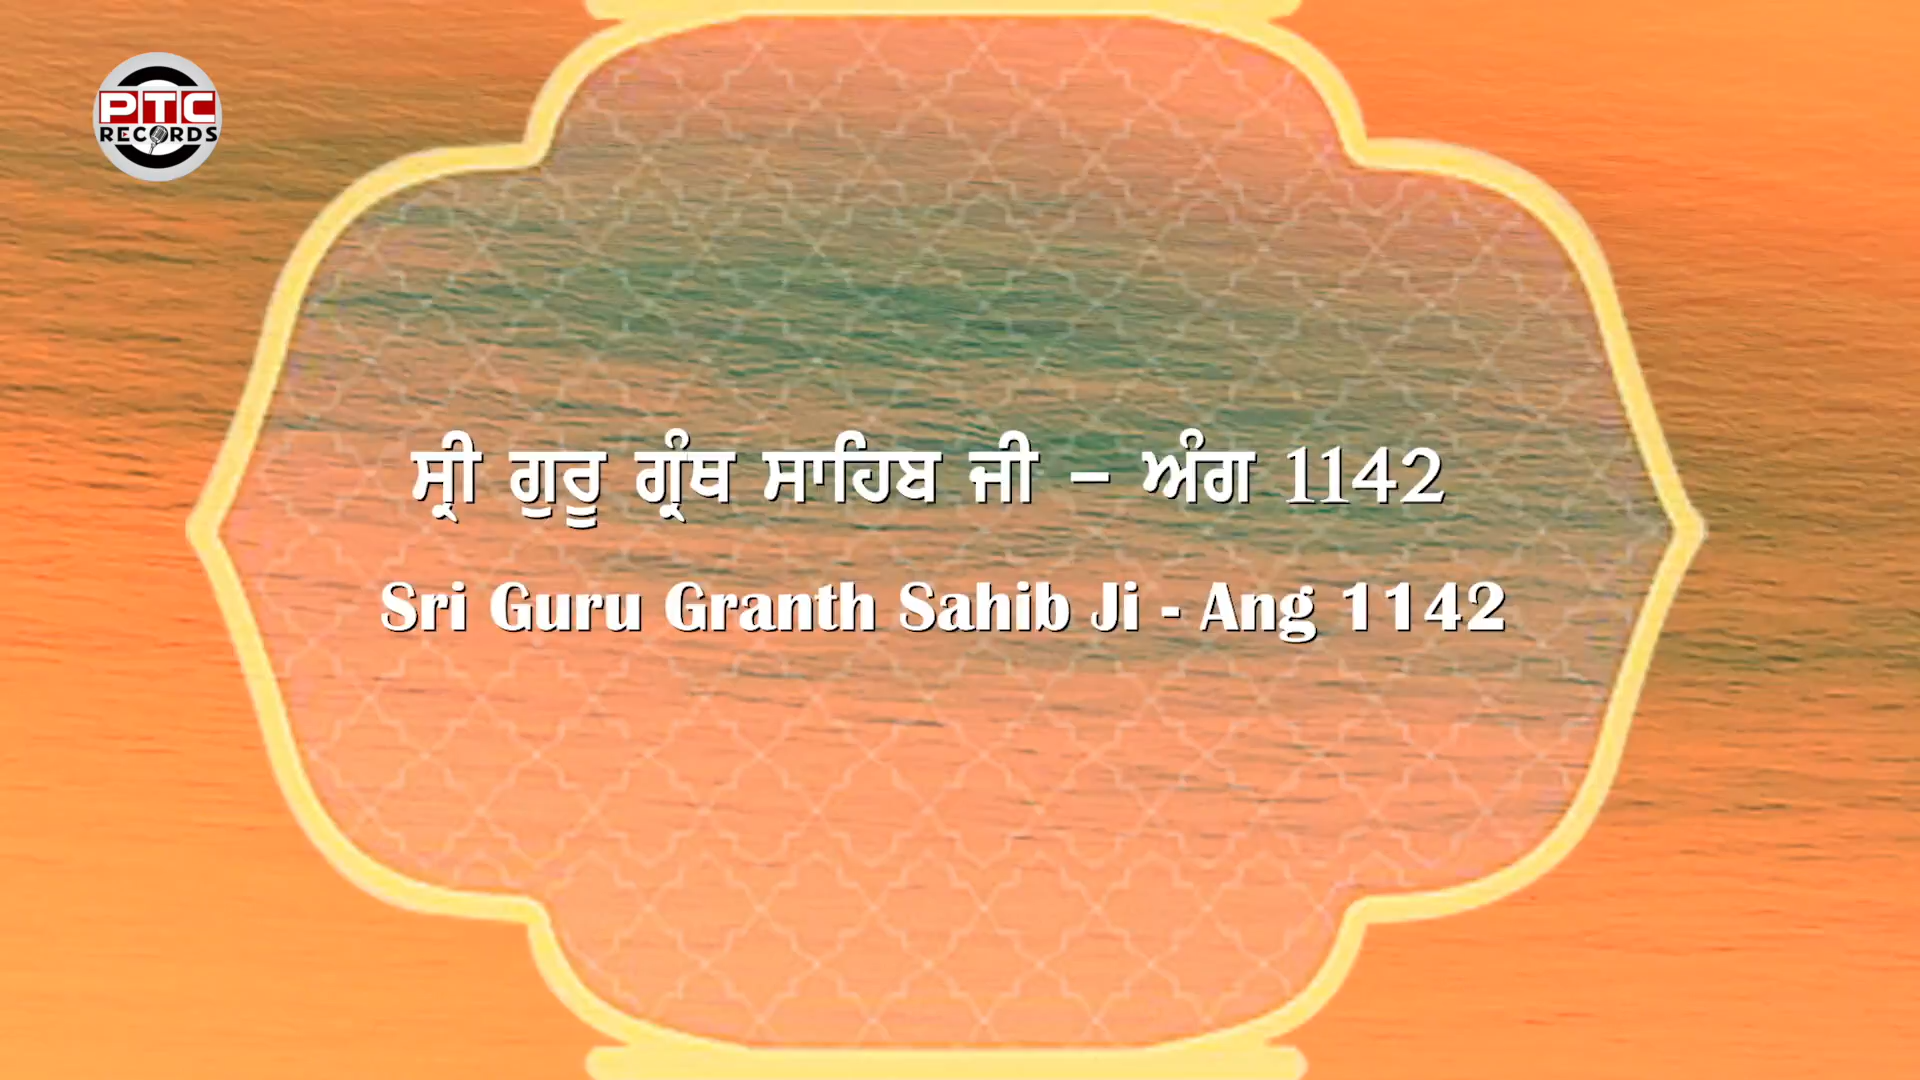 PTC
RECORDS
ਸ੍ਰੀ ਗੁਰੂ ਗ੍ਰੰਥ ਸਾਹਿਬ ਜੀ – ਅੰਗ 1142
Sri Guru Granth Sahib Ji - Ang 1142